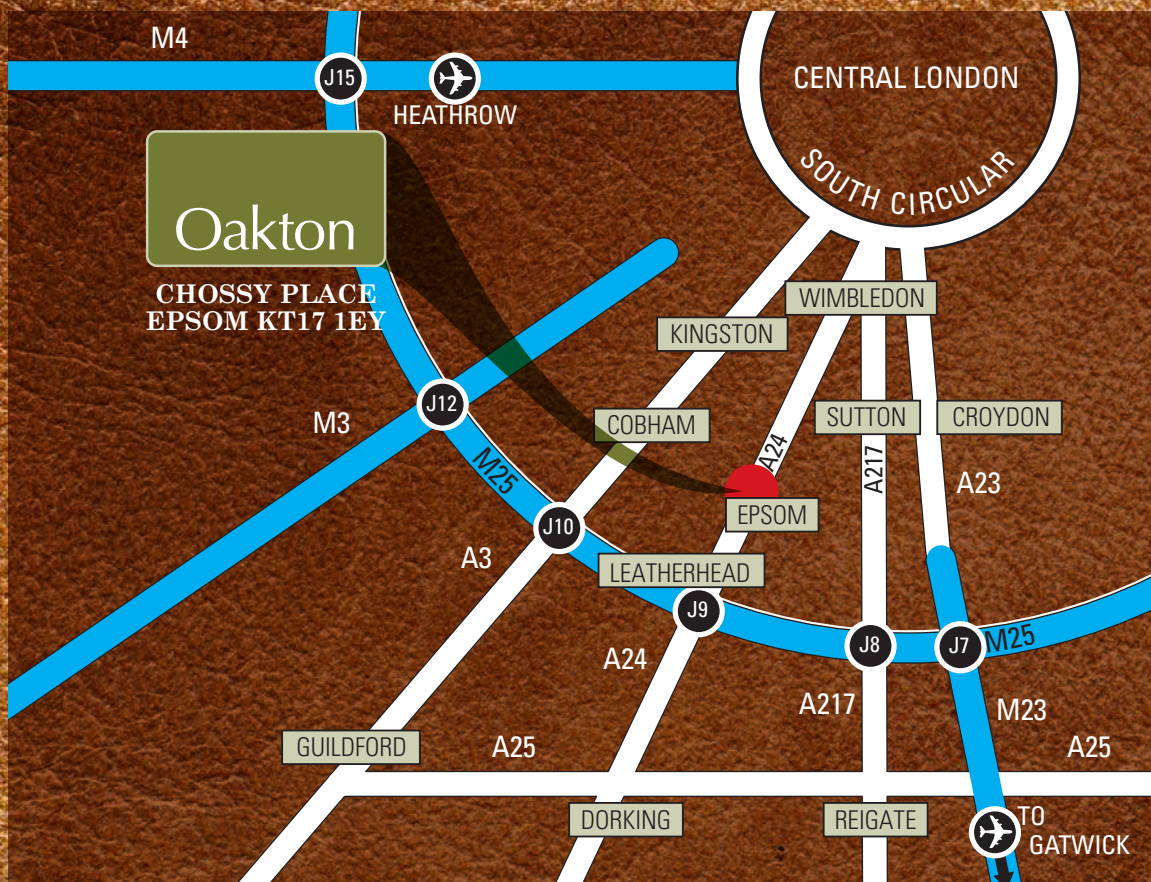 M4
J15
HEATHROW
CENTRAL LONDON
SOUTH CIRCULAR
Oakton
CHOSSY PLACE
EPSOM KT17 1EY
WIMBLEDON
KINGSTON
J12
M3
COBHAM
SUTTON
CROYDON
M25
A24
A217
A23
EPSOM
J10
A3
LEATHERHEAD
J9
J8
J7
M25
A24
A217
M23
GUILDFORD
A25
A25
DORKING
REIGATE
TO
GATWICK